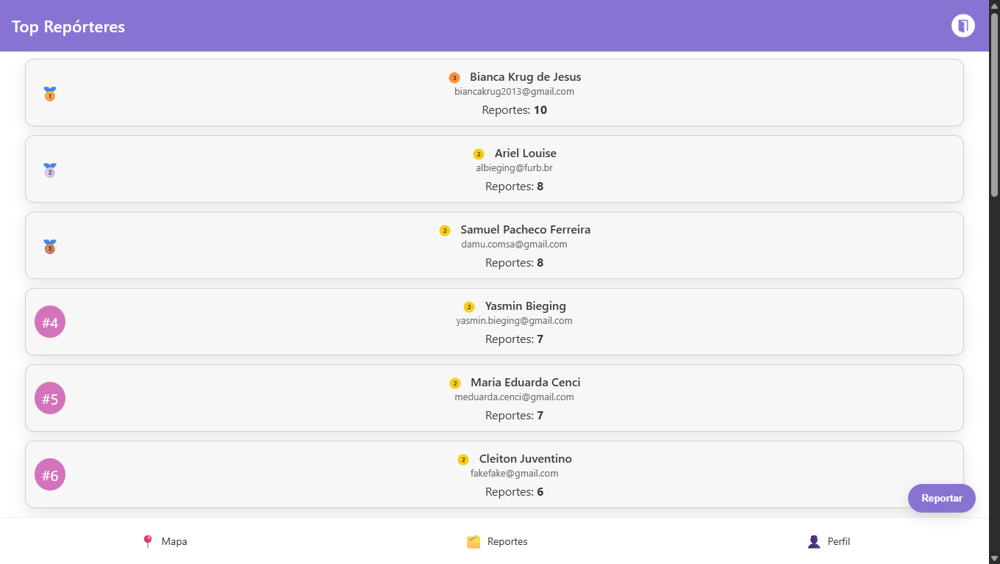 Top Repórteres
1
3 Bianca Krug de Jesus
biancakrug2013@gmail.com
Reportes: 10
2
2 Ariel Louise
albieging@furb.br
Reportes: 8
3
2 Samuel Pacheco Ferreira
damu.comsa@gmail.com
Reportes: 8
#4
2 Yasmin Bieging
yasmin.bieging@gmail.com
Reportes: 7
#5
2 Maria Eduarda Cenci
meduarda.cenci@gmail.com
Reportes: 7
#6
2 Cleiton Juventino
fakefake@gmail.com
Reportes: 6
Reportar
Mapa Reportes Perfil